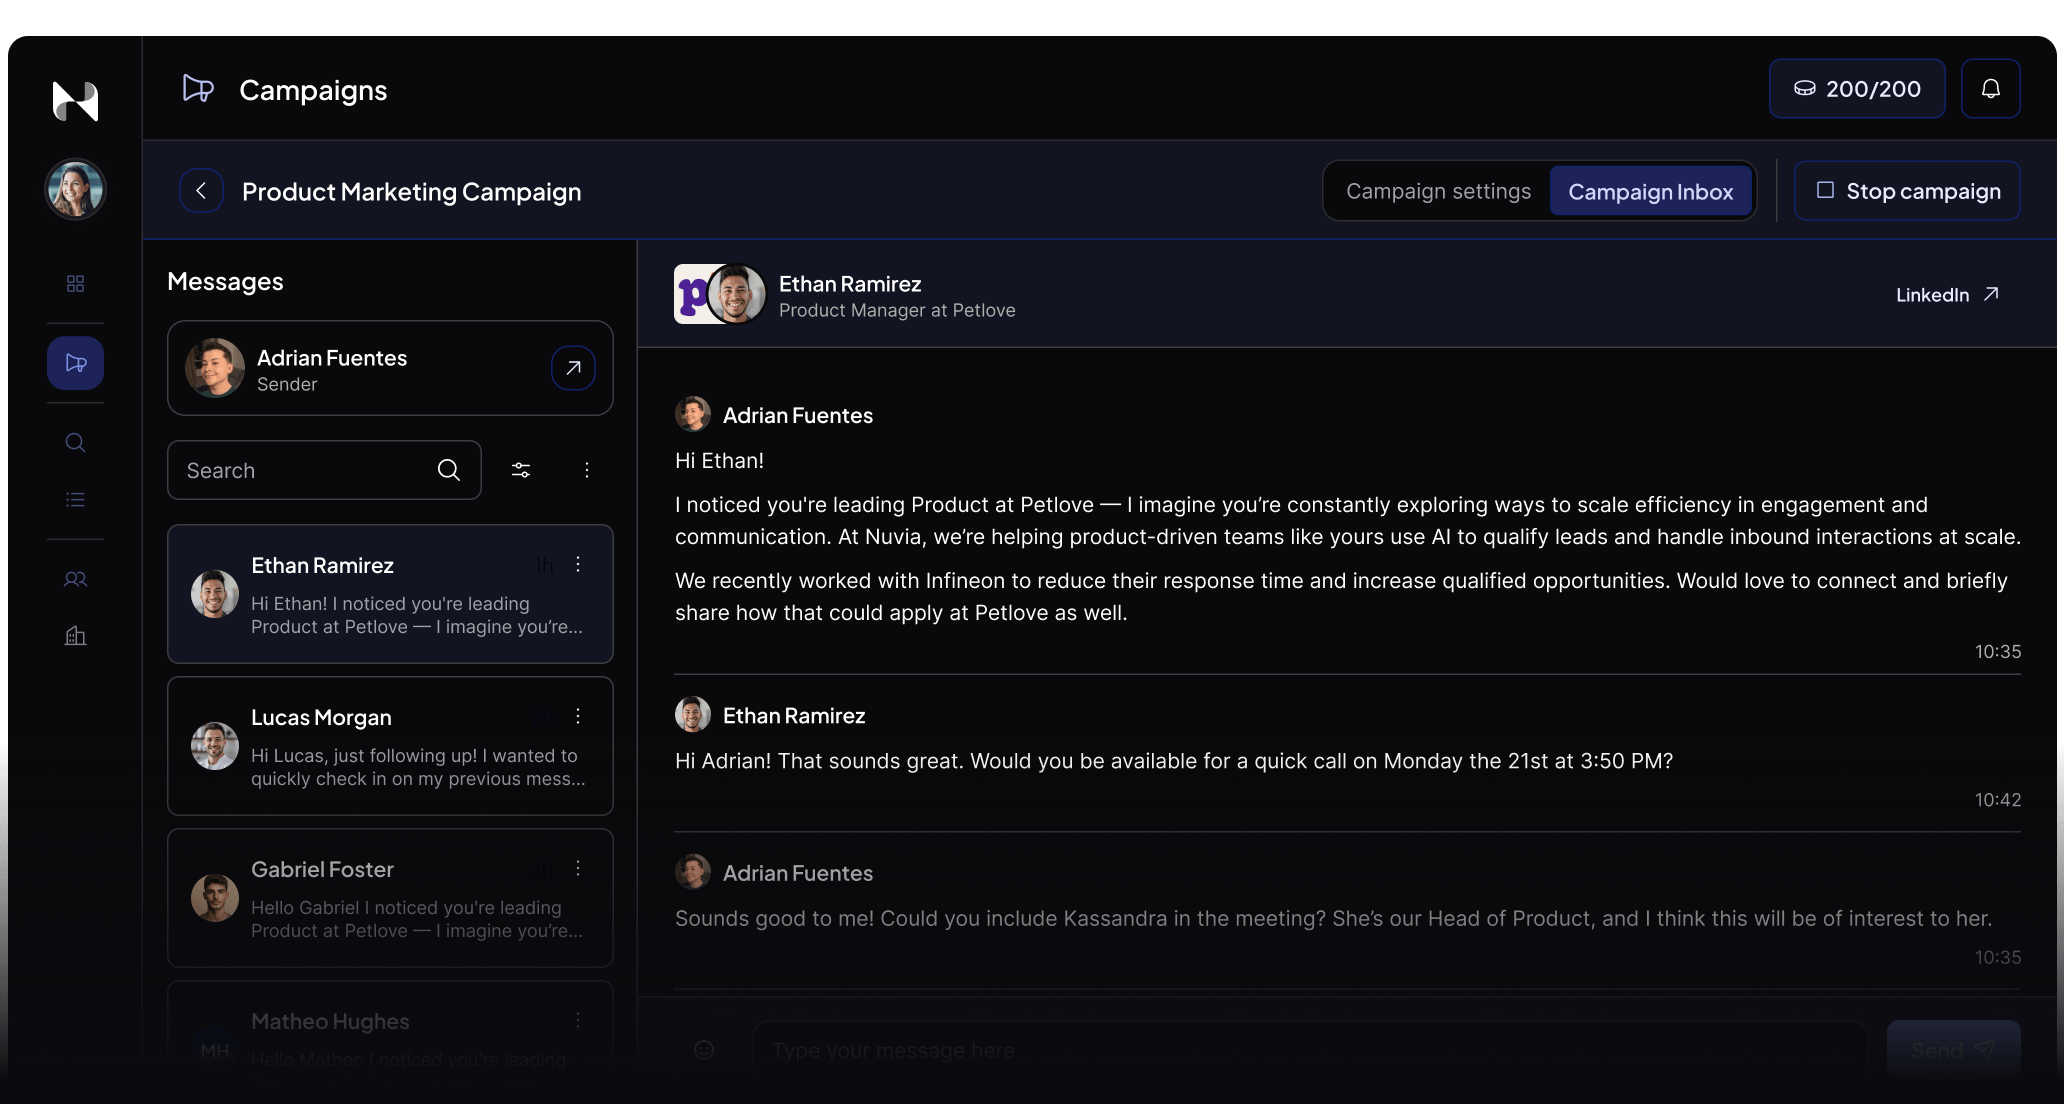 Campaigns
200/200
Product Marketing Campaign
Campaign settings
Campaign Inbox
Stop campaign
Messages
Adrian Fuentes
Sender
Search
Ethan Ramirez
1h
Hi Ethan! I noticed you're leading
Product at Petlove — I imagine you’re...
Lucas Morgan
2h
Hi Lucas, just following up! I wanted to
quickly check in on my previous mess...
Gabriel Foster
Hello Gabriel I noticed you're leading
Product at Petlove — I imagine you’re...
Matheo Hughes
MH
Hello Matheo I noticed you're leading
p
Ethan Ramirez
Product Manager at Petlove
LinkedIn
Adrian Fuentes
Hi Ethan!
I noticed you're leading Product at Petlove — I imagine you’re constantly exploring ways to scale efficiency in engagement and
communication. At Nuvia, we’re helping product-driven teams like yours use AI to qualify leads and handle inbound interactions at scale.
We recently worked with Infineon to reduce their response time and increase qualified opportunities. Would love to connect and briefly
share how that could apply at Petlove as well.
10:35
Ethan Ramirez
Hi Adrian! That sounds great. Would you be available for a quick call on Monday the 21st at 3:50 PM?
10:42
Adrian Fuentes
Sounds good to me! Could you include Kassandra in the meeting? She’s our Head of Product, and I think this will be of interest to her.
10:35
Type your message here
Send